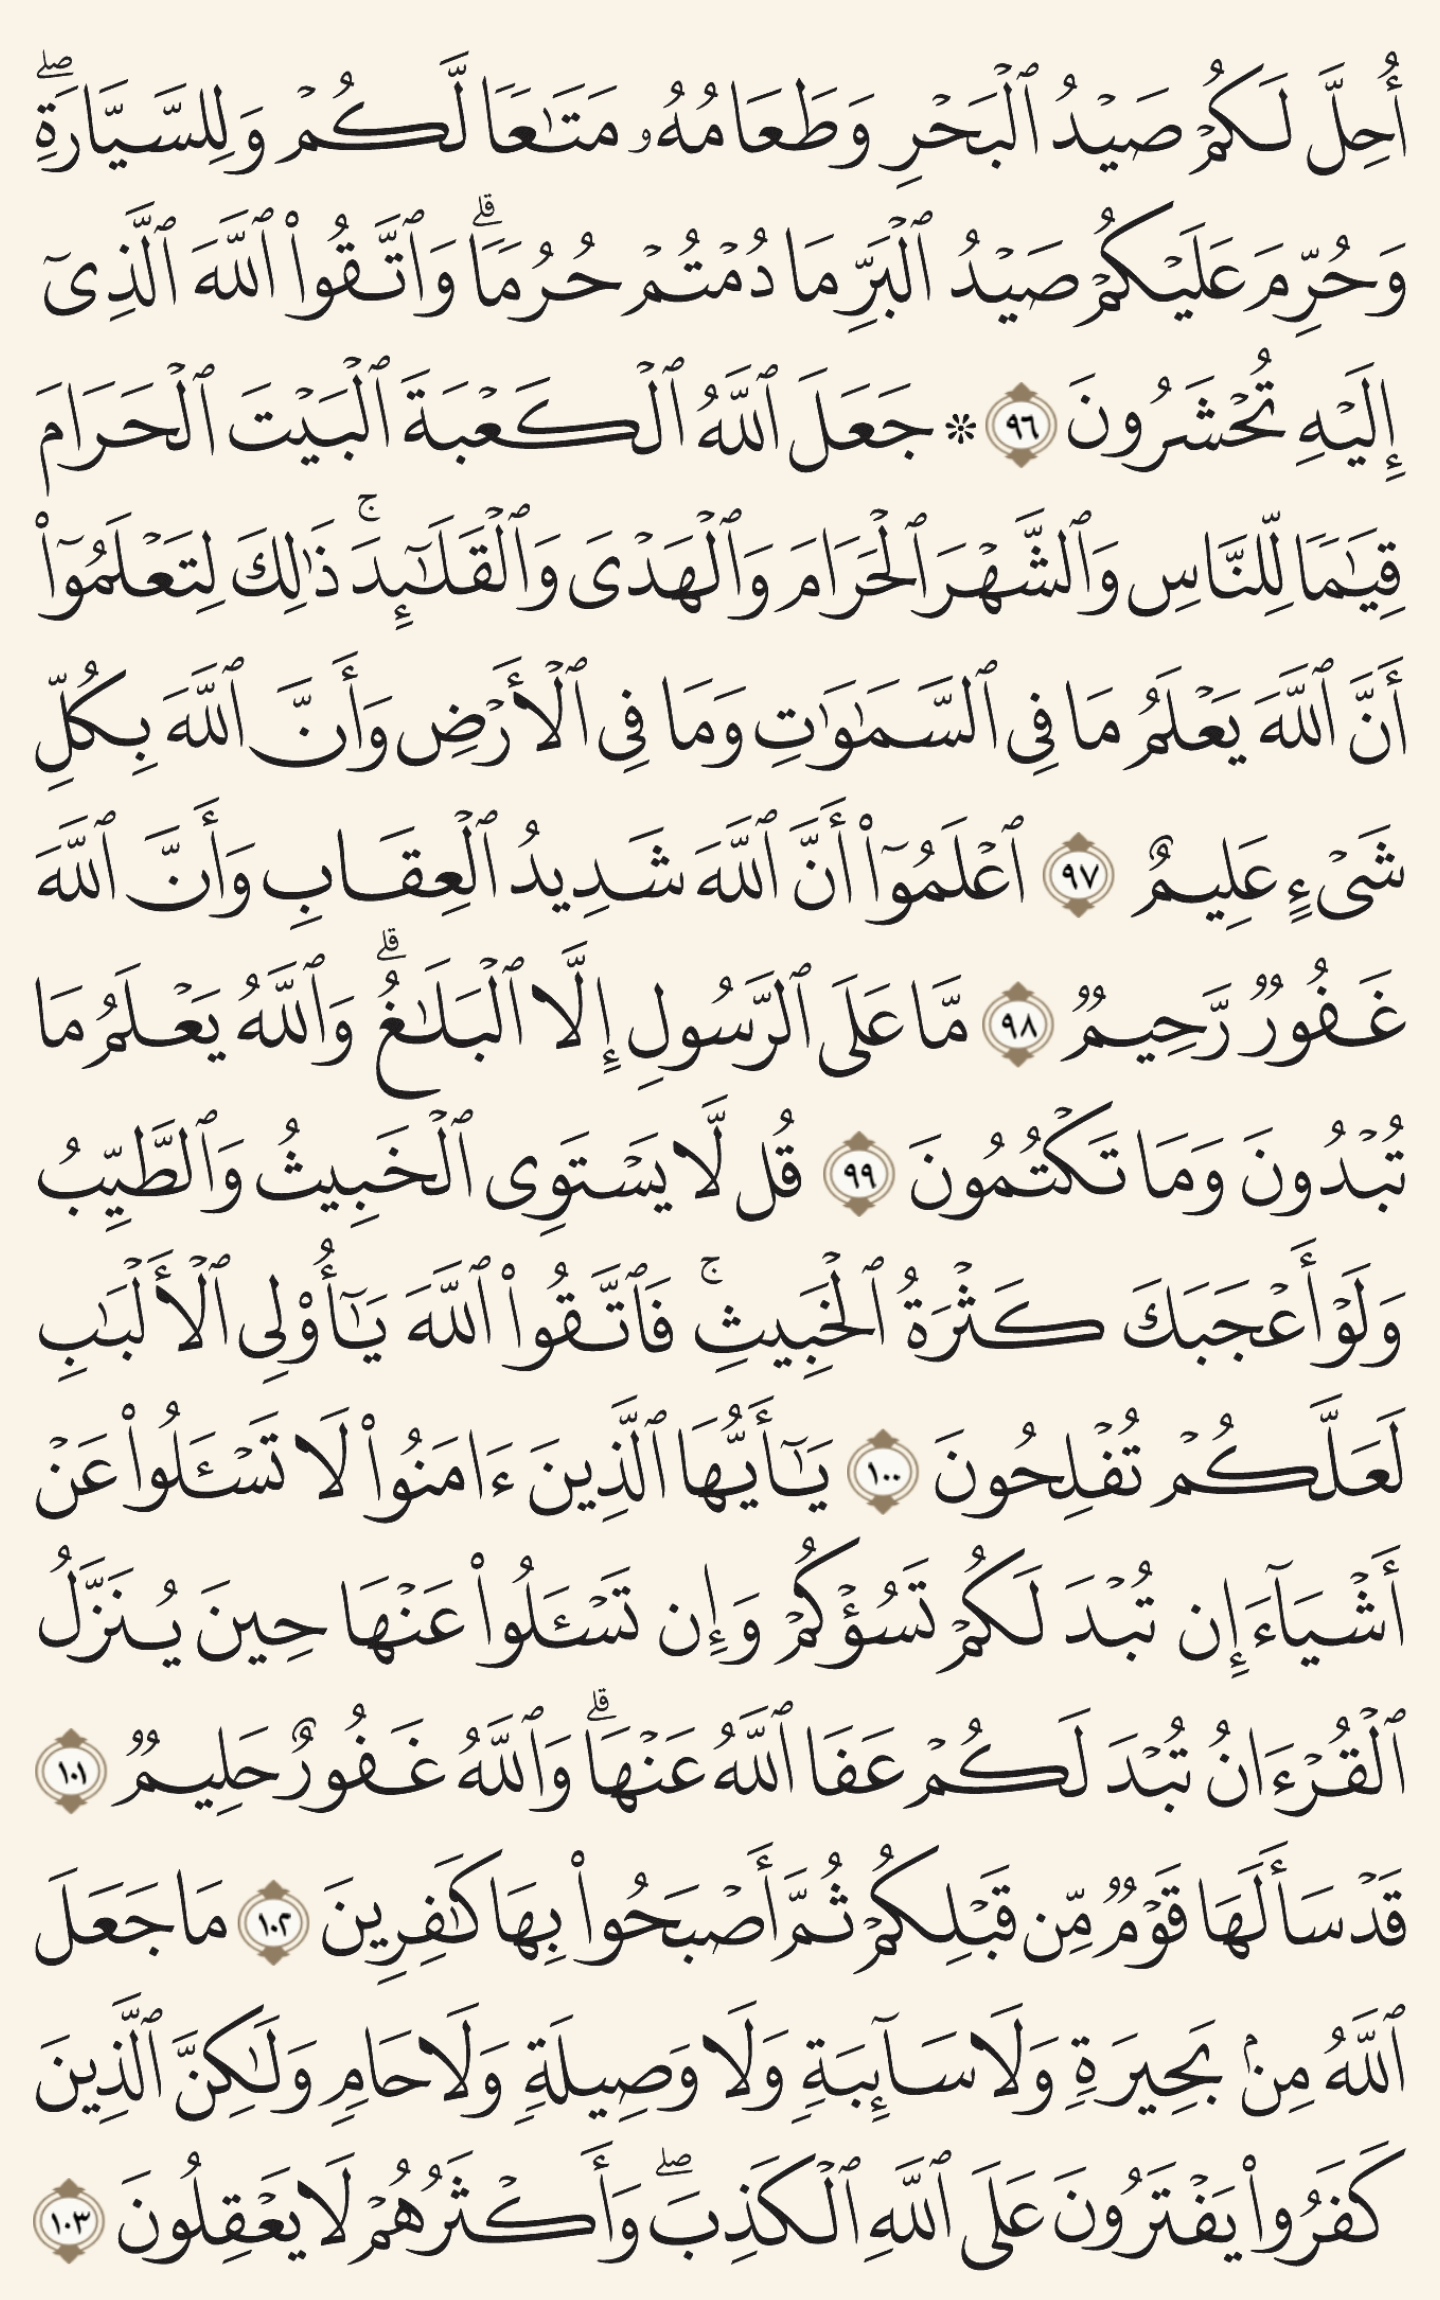 أُحِلَّ لَكُمْ صَيْدُ ٱلْبَحْرِ وَطَعَامُهُۥ مَتَـٰعًا لَّكُمْ وَلِلسَّيَّارَةِ ۖ
وَحُرِّمَ عَلَيْكُمْ صَيْدُ ٱلْبَرِّ مَا دُمْتُمْ حُرُمًا ۗ وَٱتَّقُوا۟ ٱللَّهَ ٱلَّذِىٓ
إِلَيْهِ تُحْشَرُونَ ٩٦ ۞ جَعَلَ ٱللَّهُ ٱلْكَعْبَةَ ٱلْبَيْتَ ٱلْحَرَامَ
قِيَـٰمًا لِّلنَّاسِ وَٱلشَّهْرَ ٱلْحَرَامَ وَٱلْهَدْىَ وَٱلْقَلَـٰٓئِدَ ۚ ذَٰلِكَ لِتَعْلَمُوٓا۟
أَنَّ ٱللَّهَ يَعْلَمُ مَا فِى ٱلسَّمَـٰوَٰتِ وَمَا فِى ٱلْأَرْضِ وَأَنَّ ٱللَّهَ بِكُلِّ
شَىْءٍ عَلِيمٌ ٩٧ ٱعْلَمُوٓا۟ أَنَّ ٱللَّهَ شَدِيدُ ٱلْعِقَابِ وَأَنَّ ٱللَّهَ
غَفُورٌ رَّحِيمٌ ٩٨ مَّا عَلَى ٱلرَّسُولِ إِلَّا ٱلْبَلَـٰغُ ۗ وَٱللَّهُ يَعْلَمُ مَا
تُبْدُونَ وَمَا تَكْتُمُونَ ٩٩ قُل لَّا يَسْتَوِى ٱلْخَبِيثُ وَٱلطَّيِّبُ
وَلَوْ أَعْجَبَكَ كَثْرَةُ ٱلْخَبِيثِ ۚ فَٱتَّقُوا۟ ٱللَّهَ يَـٰٓأُو۟لِى ٱلْأَلْبَـٰبِ
لَعَلَّكُمْ تُفْلِحُونَ ١٠٠ يَـٰٓأَيُّهَا ٱلَّذِينَ ءَامَنُوا۟ لَا تَسْـَٔلُوا۟ عَنْ
أَشْيَآءَ إِن تُبْدَ لَكُمْ تَسُؤْكُمْ وَإِن تَسْـَٔلُوا۟ عَنْهَا حِينَ يُنَزَّلُ
ٱلْقُرْءَانُ تُبْدَ لَكُمْ عَفَا ٱللَّهُ عَنْهَا ۗ وَٱللَّهُ غَفُورٌ حَلِيمٌ ١٠١
قَدْ سَأَلَهَا قَوْمٌ مِّن قَبْلِكُمْ ثُمَّ أَصْبَحُوا۟ بِهَا كَـٰفِرِينَ ١٠٢ مَا جَعَلَ
ٱللَّهُ مِنۢ بَحِيرَةٍ وَلَا سَآئِبَةٍ وَلَا وَصِيلَةٍ وَلَا حَامٍ وَلَـٰكِنَّ ٱلَّذِينَ
كَفَرُوا۟ يَفْتَرُونَ عَلَى ٱللَّهِ ٱلْكَذِبَ ۖ وَأَكْثَرُهُمْ لَا يَعْقِلُونَ ١٠٣